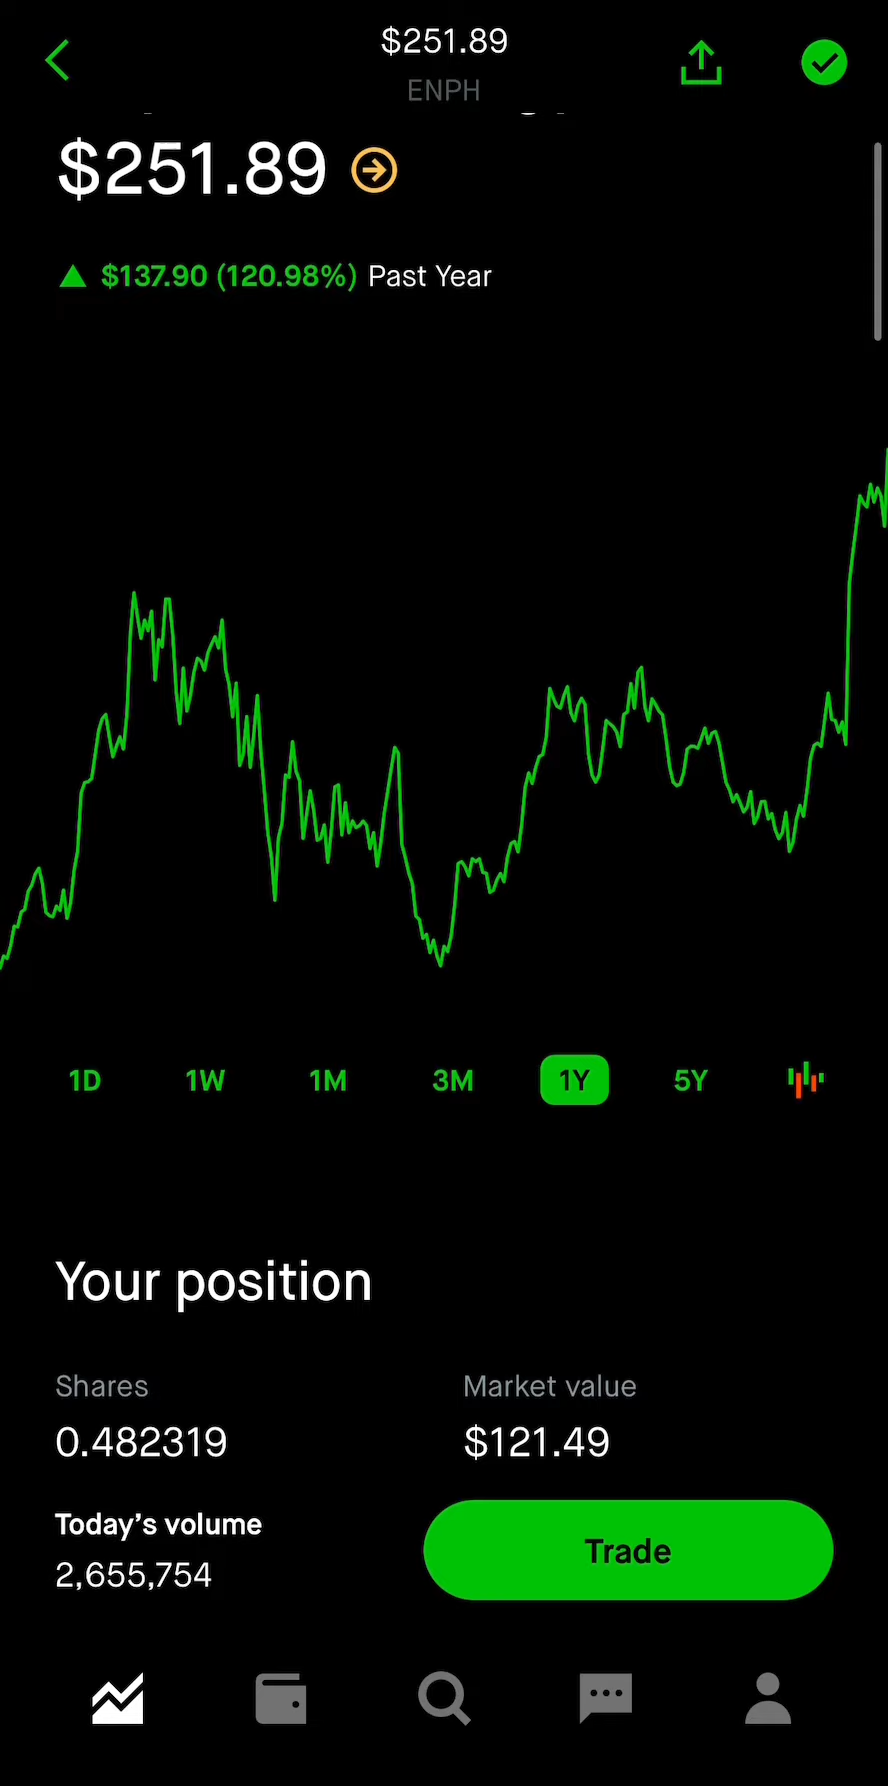 $251.89
ENPH
$251.89
$137.90 (120.98%) Past Year
1D 1W 1M 3M 1Y 5Y
Your position
Shares Market value
0.482319 $121.49
Today’s volume
2,655,754
Trade